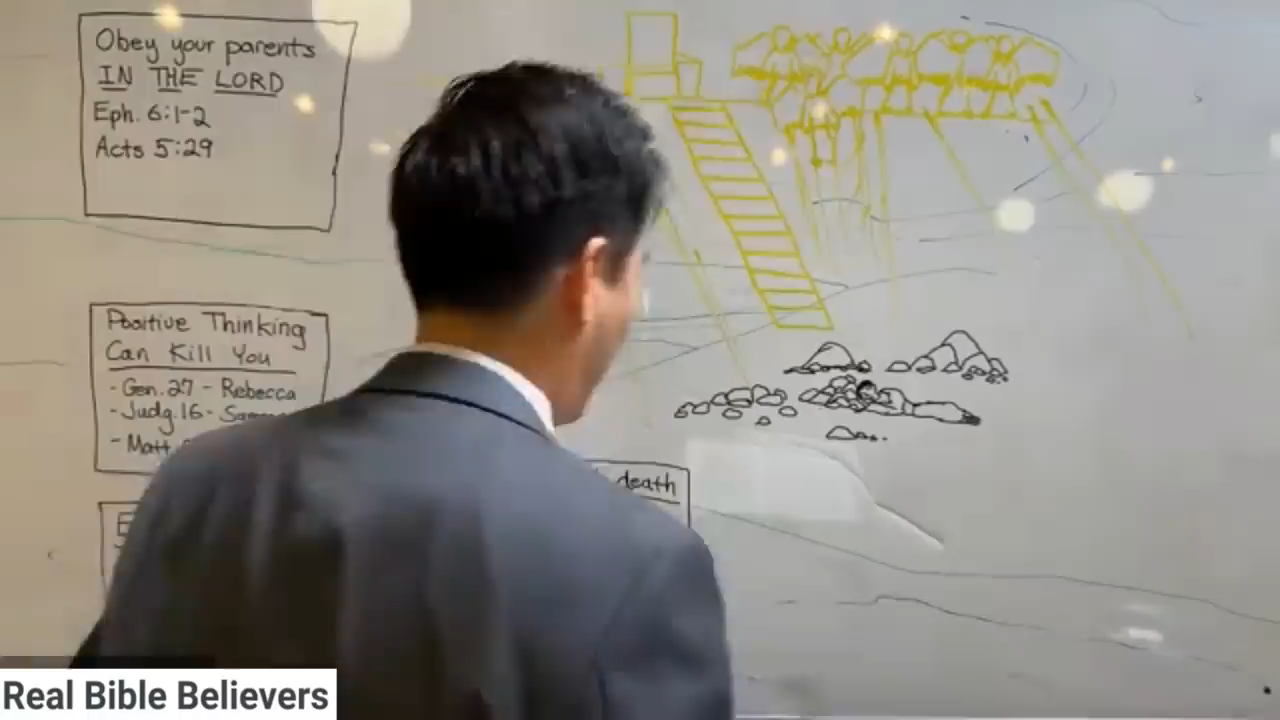 Obey your parents
IN THE LORD
Eph. 6:1-2
Acts 5:29
Positive Thinking
Can Kill You
- Gen. 27 - Rebecca
- Judg. 16 -
- Matt
death
Real Bible Believers